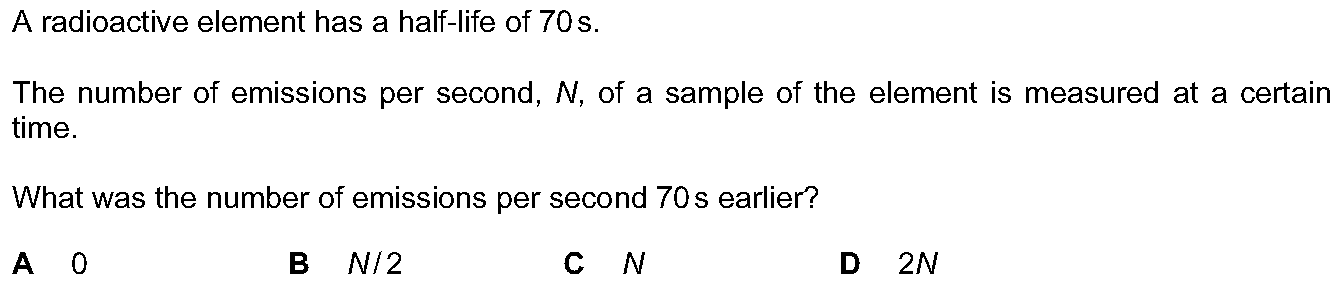 A radioactive element has a half-life of 70 s.
The number of emissions per second, N, of a sample of the element is measured at a certain
time.
What was the number of emissions per second 70 s earlier?
A 0 B N/2 C N D 2N